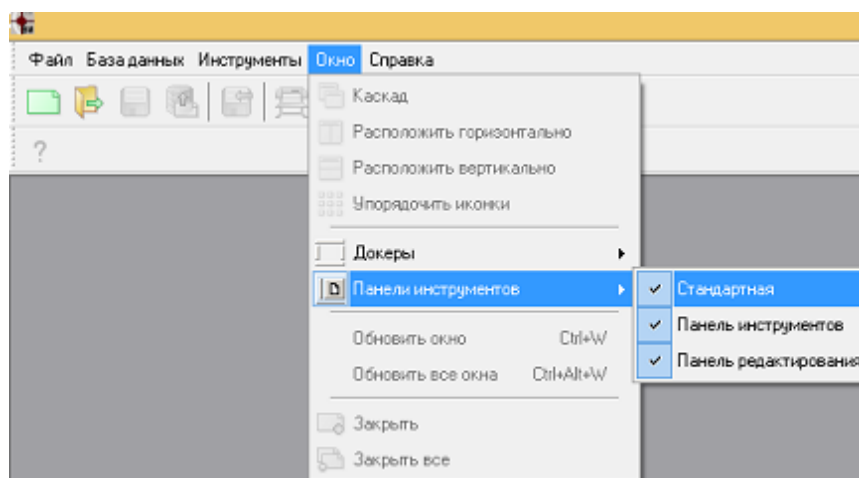 Файл База данных Инструменты Окно Справка
Каскад
Расположить горизонтально
Расположить вертикально
?
Упорядочить иконки
Докеры
Панели инструментов
Стандартная
Обновить окно Ctrl+W
Панель инструментов
Обновить все окна Ctrl+Alt+W
Панель редактирования
Закрыть
Закрыть все